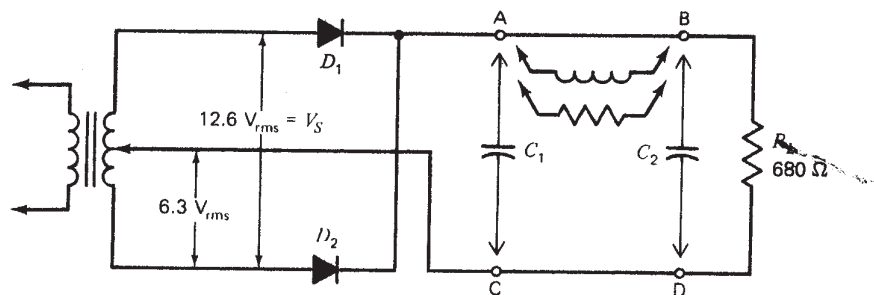 A
B
D₁
12.6 Vrms = VS
C₁
C₂
RL
680 Ω
6.3 Vrms
D₂
C
D